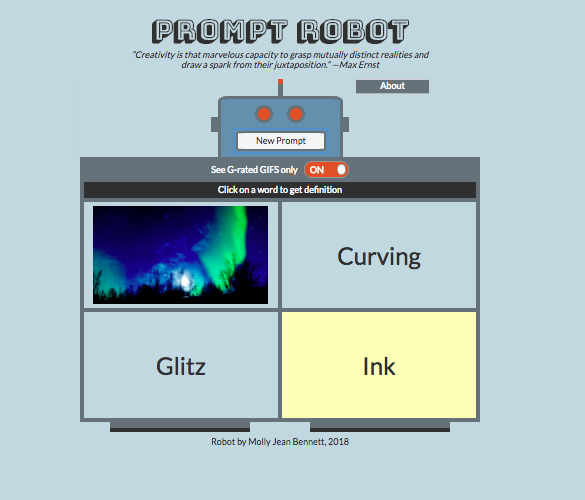 PROMPT ROBOT
"Creativity is that marvelous capacity to grasp mutually distinct realities and
draw a spark from their juxtaposition." —Max Ernst
About
New Prompt
See G-rated GIFS only ON
Click on a word to get definition
Curving
Glitz
Ink
Robot by Molly Jean Bennett, 2018